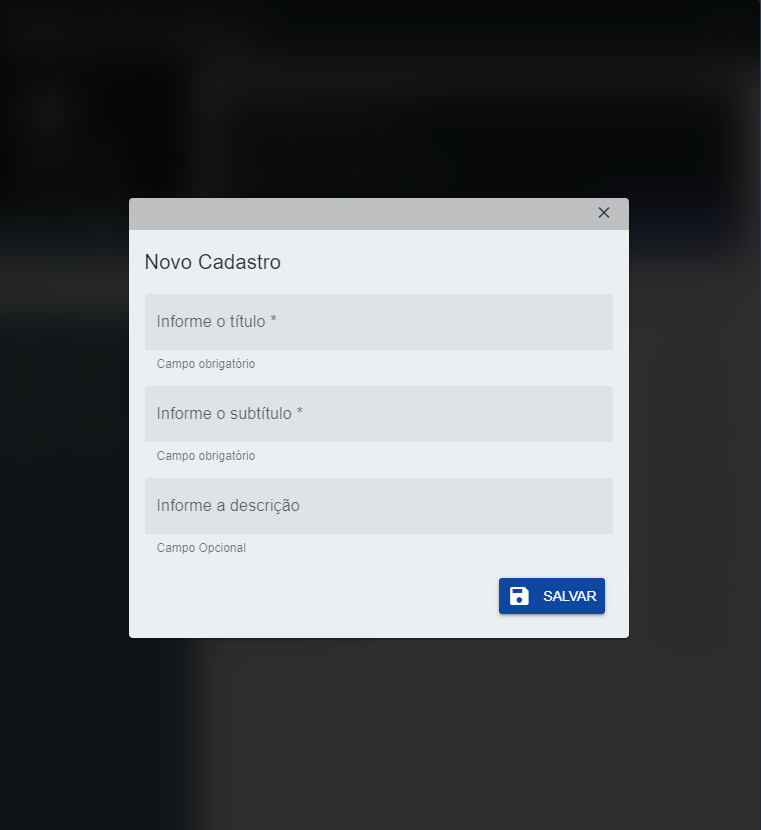 Novo Cadastro
Informe o título *
Campo obrigatório
Informe o subtítulo *
Campo obrigatório
Informe a descrição
Campo Opcional
SALVAR